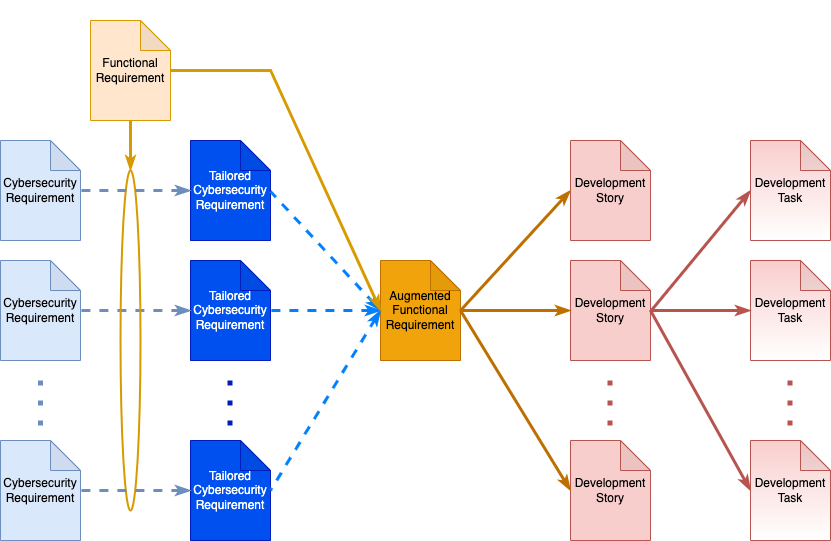 Functional
Requirement
Cybersecurity
Requirement
Tailored
Cybersecurity
Requirement
Development
Story
Development
Task
Cybersecurity
Requirement
Tailored
Cybersecurity
Requirement
Augmented
Functional
Requirement
Development
Story
Development
Task
Cybersecurity
Requirement
Tailored
Cybersecurity
Requirement
Development
Story
Development
Task